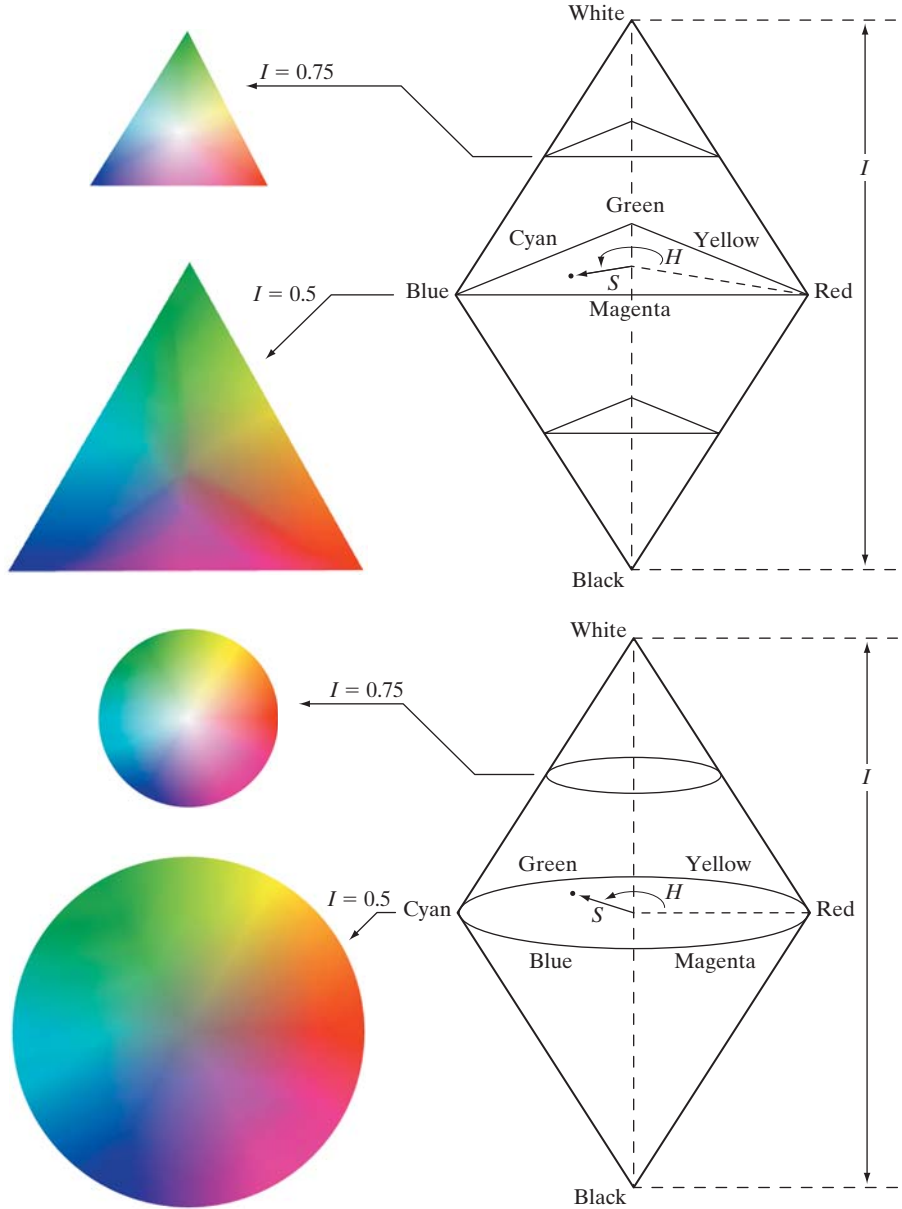 White
I = 0.75
I
Green
Cyan Yellow
H
S
I = 0.5
Blue Red
Magenta
Black
White
I = 0.75
I
Green Yellow
H
S
I = 0.5
Cyan Red
Blue Magenta
Black